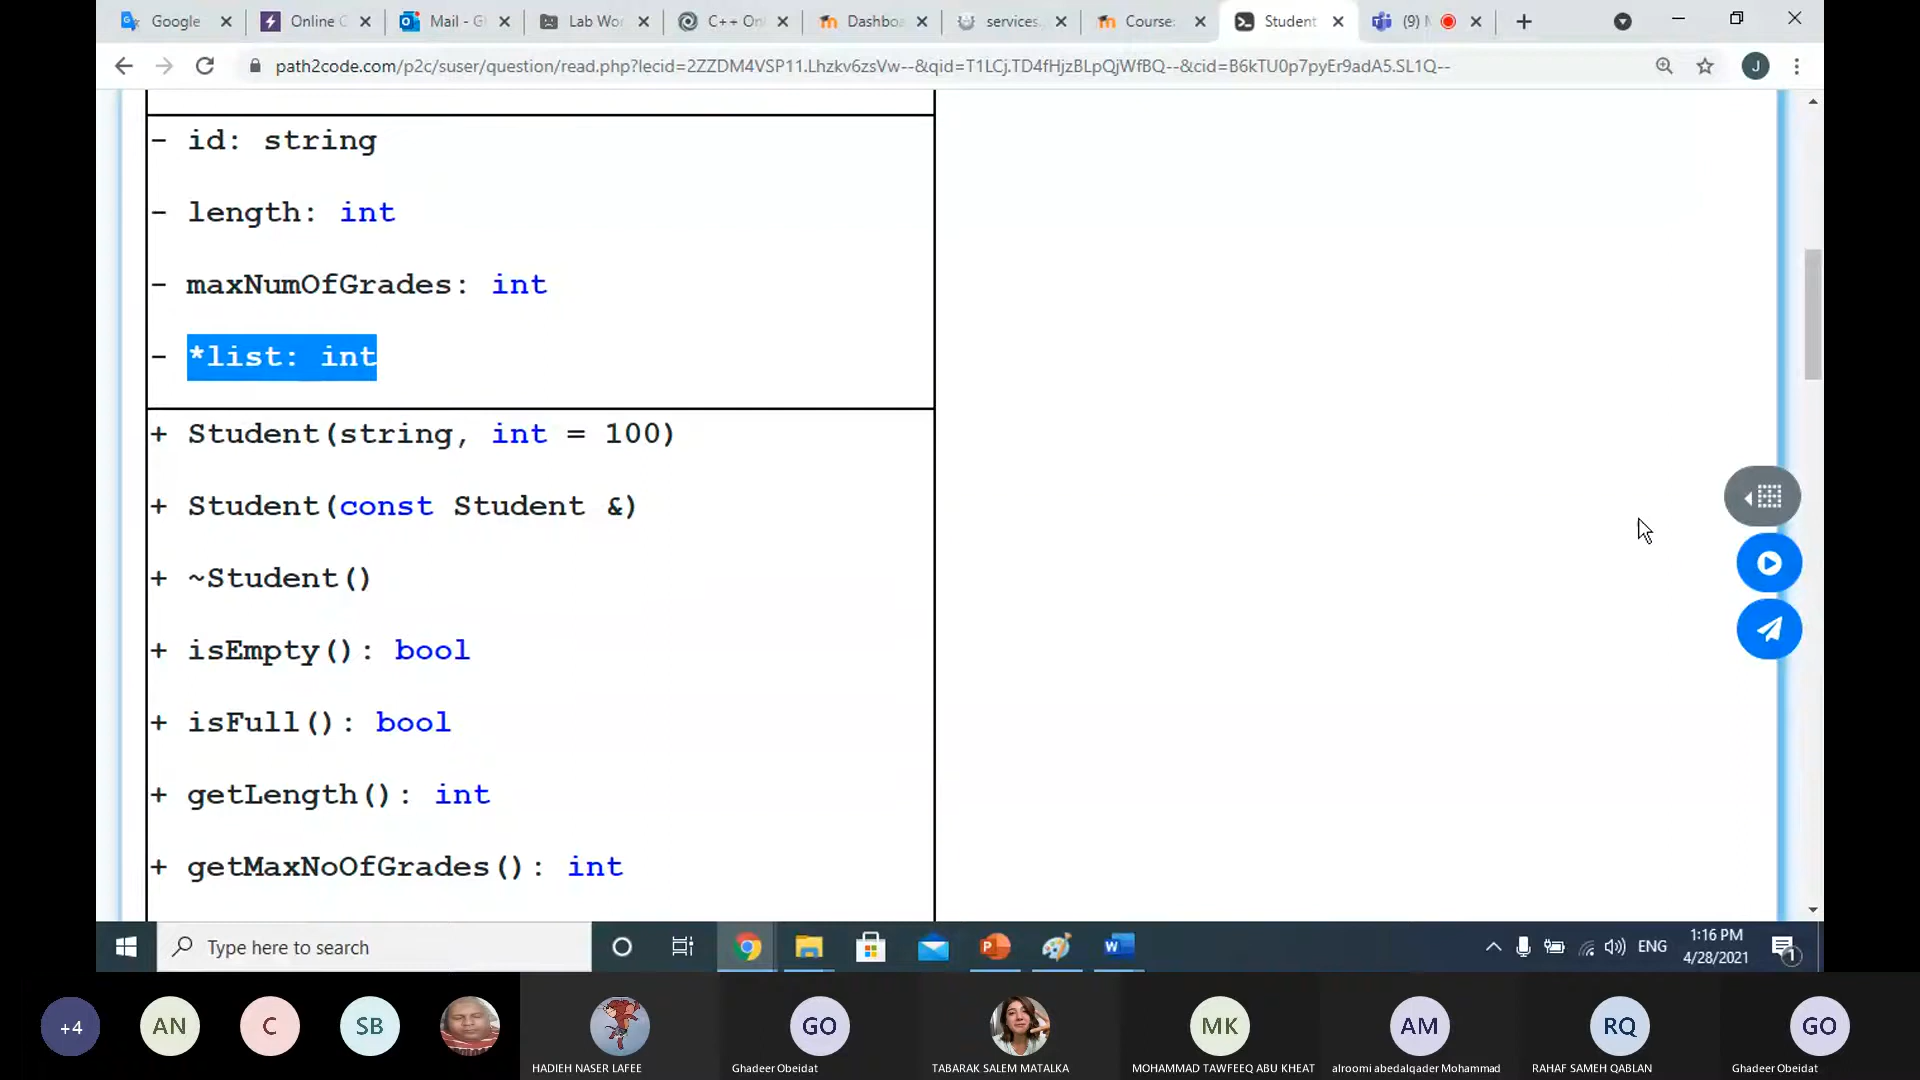 Google
Online C
Mail - G
Lab Wo
C++ On
Dashbo
services.
Course:
Student
(9)
path2code.com/p2c/suser/question/read.php?lecid=2ZZDM4VSP11.Lhzkv6zsVw--&qid=T1LCj.TD4fHjzBLpQjWfBQ--&cid=B6kTU0p7pyEr9adA5.SL1Q--
J
- id: string
- length: int
- maxNumOfGrades: int
- *list: int
+ Student(string, int = 100)
+ Student(const Student &)
+ ~Student()
+ isEmpty(): bool
+ isFull(): bool
+ getLength(): int
+ getMaxNoOfGrades(): int
Type here to search
ENG
1:16 PM
4/28/2021
1
+4
AN
C
SB
GO
MK
AM
RQ
GO
HADIEH NASER LAFEE
Ghadeer Obeidat
TABARAK SALEM MATALKA
MOHAMMAD TAWFEEQ ABU KHEAT
alroomi abedalqader Mohammad
RAHAF SAMEH QABLAN
Ghadeer Obeidat